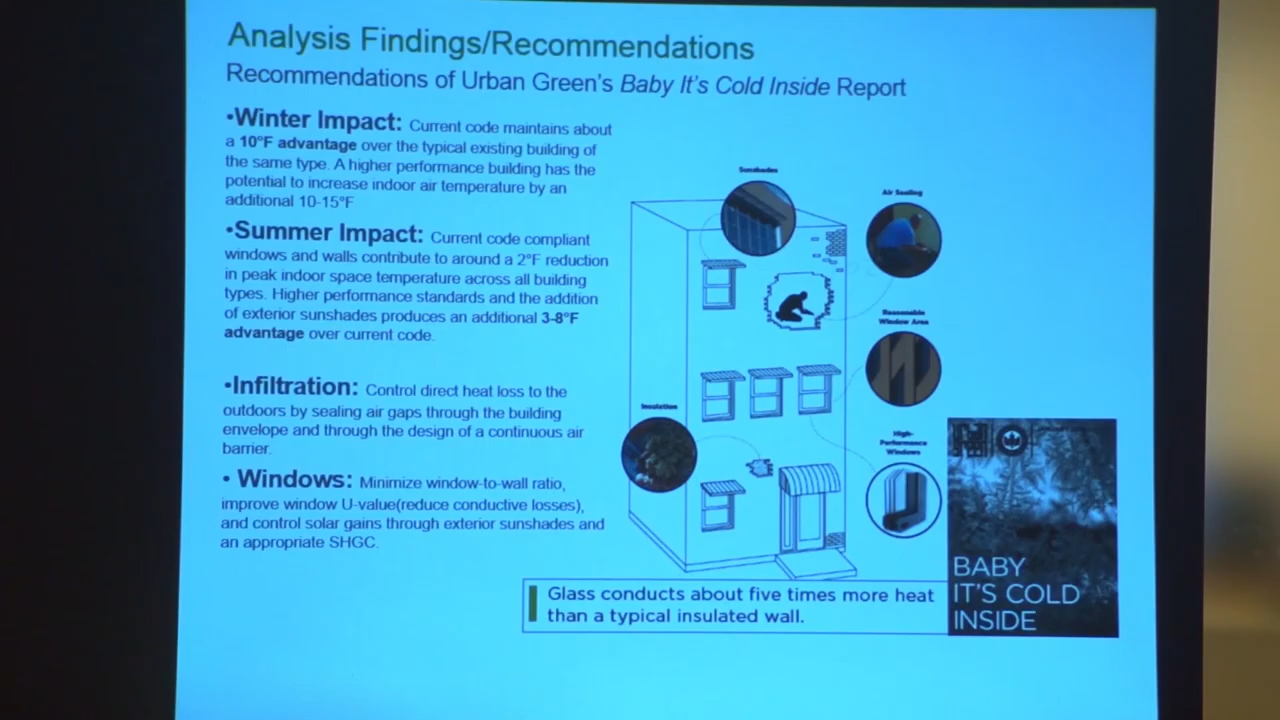 Analysis Findings/Recommendations
Recommendations of Urban Green's Baby It's Cold Inside Report
•Winter Impact: Current code maintains about
a 10°F advantage over the typical existing building of
the same type. A higher performance building has the
potential to increase indoor air temperature by an
additional 10-15°F
•Summer Impact: Current code compliant
windows and walls contribute to around a 2°F reduction
in peak indoor space temperature across all building
types. Higher performance standards and the addition
of exterior sunshades produces an additional 3-8°F
advantage over current code.
•Infiltration: Control direct heat loss to the
outdoors by sealing air gaps through the building
envelope and through the design of a continuous air
barrier.
• Windows: Minimize window-to-wall ratio,
improve window U-value(reduce conductive losses),
and control solar gains through exterior sunshades and
an appropriate SHGC.
Sunshades
Air Sealing
Reasonable
Window Area
Insulation
High-
Performance
Windows
Glass conducts about five times more heat
than a typical insulated wall.
BABY
IT'S COLD
INSIDE